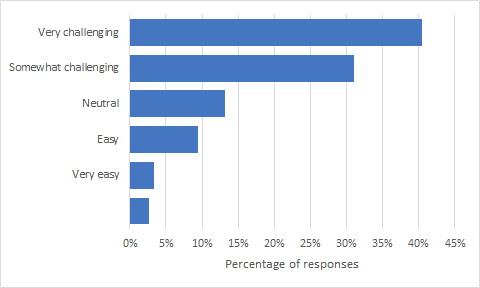 Very challenging
Somewhat challenging
Neutral
Easy
Very easy
0% 5% 10% 15% 20% 25% 30% 35% 40% 45%
Percentage of responses